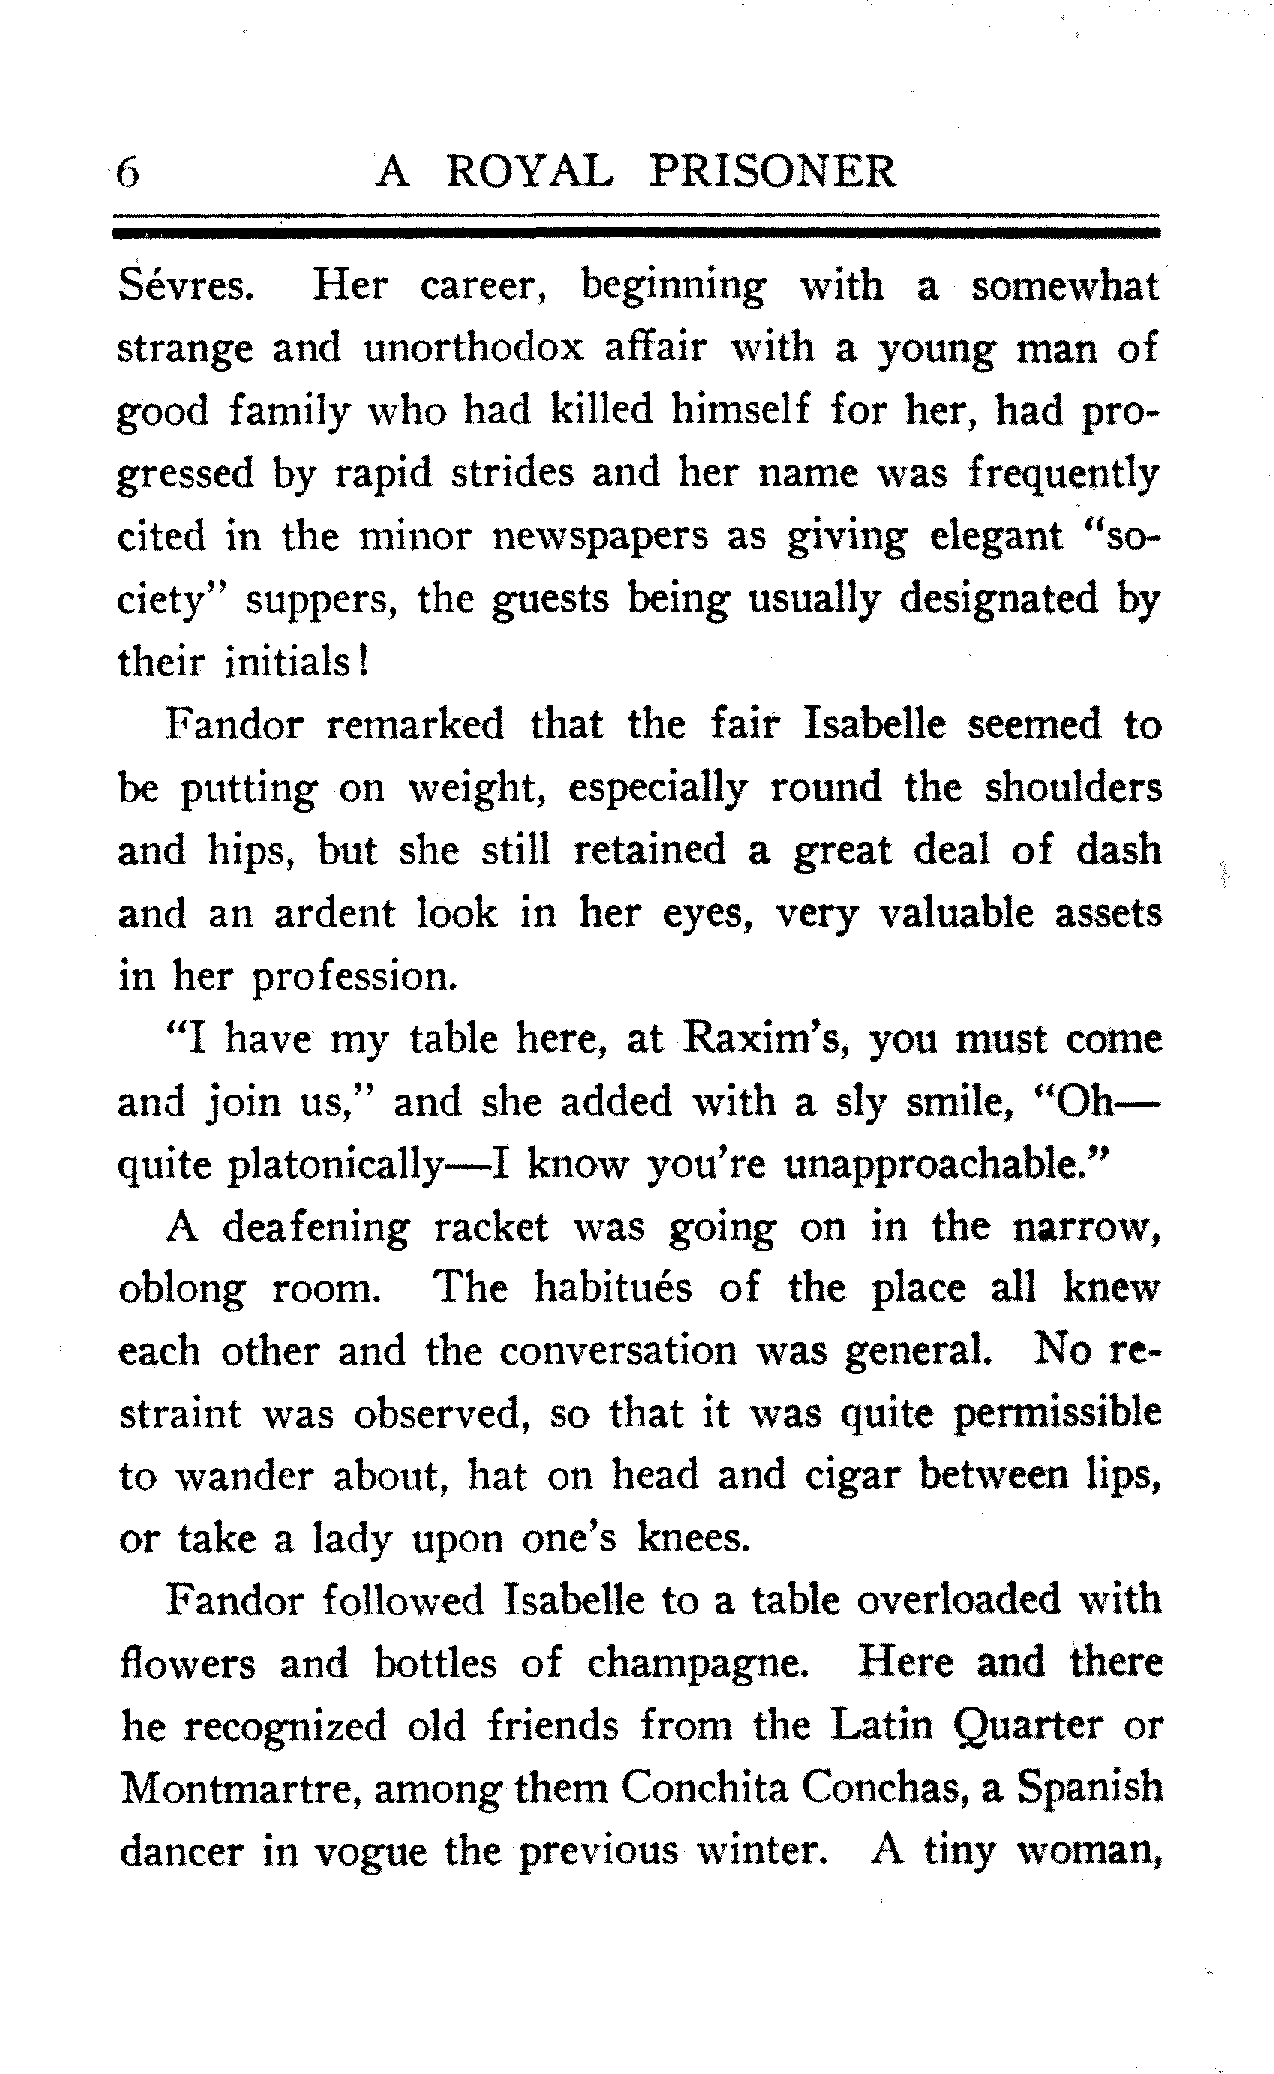 6 A ROYAL PRISONER
Sévres. Her career, beginning with a somewhat
strange and unorthodox affair with a young man of
good family who had killed himself for her, had pro-
gressed by rapid strides and her name was frequently
cited in the minor newspapers as giving elegant "so-
ciety" suppers, the guests being usually designated by
their initials!
Fandor remarked that the fair Isabelle seemed to
be putting on weight, especially round the shoulders
and hips, but she still retained a great deal of dash
and an ardent look in her eyes, very valuable assets
in her profession.
"I have my table here, at Raxim's, you must come
and join us," and she added with a sly smile, "Oh—
quite platonically—I know you're unapproachable."
A deafening racket was going on in the narrow,
oblong room. The habitués of the place all knew
each other and the conversation was general. No re-
straint was observed, so that it was quite permissible
to wander about, hat on head and cigar between lips,
or take a lady upon one's knees.
Fandor followed Isabelle to a table overloaded with
flowers and bottles of champagne. Here and there
he recognized old friends from the Latin Quarter or
Montmartre, among them Conchita Conchas, a Spanish
dancer in vogue the previous winter. A tiny woman,